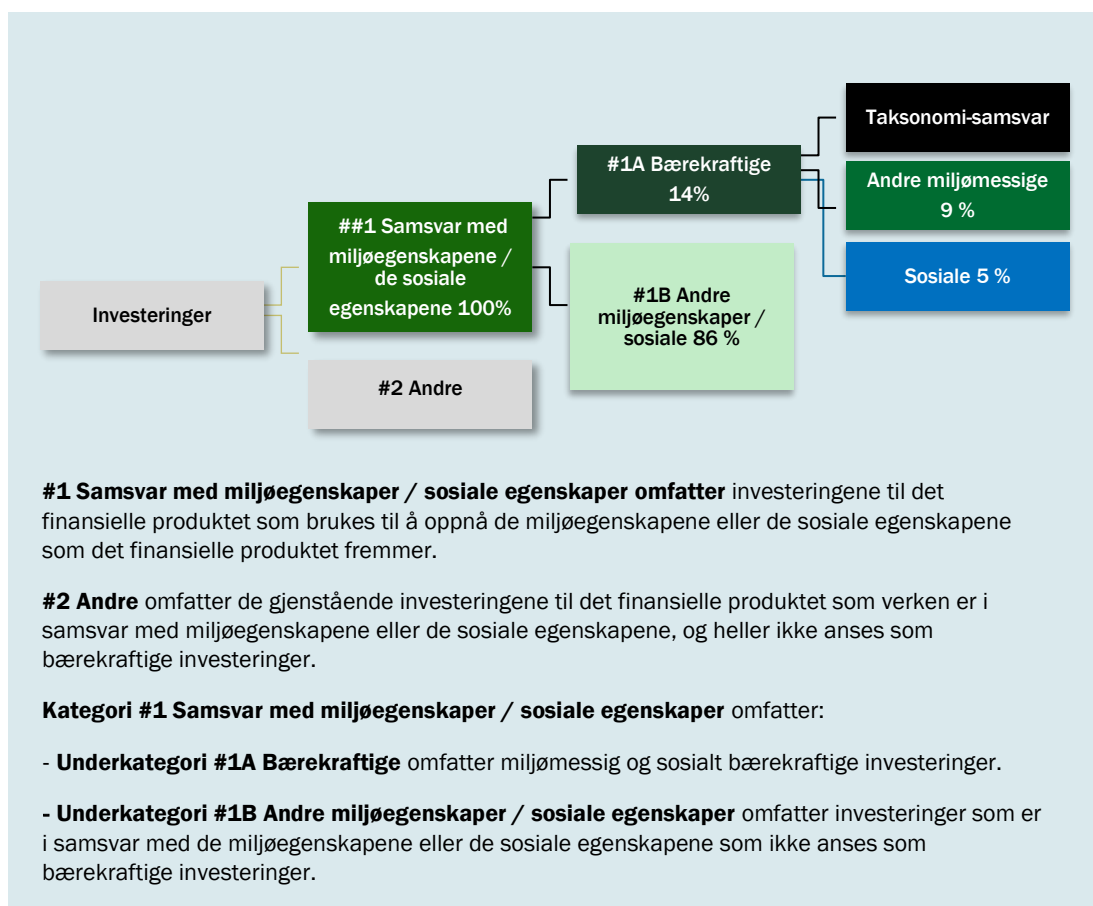 Investeringer
##1 Samsvar med
miljøegenskapene /
de sosiale
egenskapene 100%
#2 Andre
#1A Bærekraftige
14%
#1B Andre
miljøegenskaper /
sosiale 86 %
Taksonomi-samsvar
Andre miljømessige
9 %
Sosiale 5 %
#1 Samsvar med miljøegenskaper / sosiale egenskaper omfatter investeringene til det
finansielle produktet som brukes til å oppnå de miljøegenskapene eller de sosiale egenskapene
som det finansielle produktet fremmer.
#2 Andre omfatter de gjenstående investeringene til det finansielle produktet som verken er i
samsvar med miljøegenskapene eller de sosiale egenskapene, og heller ikke anses som
bærekraftige investeringer.
Kategori #1 Samsvar med miljøegenskaper / sosiale egenskaper omfatter:
- Underkategori #1A Bærekraftige omfatter miljømessig og sosialt bærekraftige investeringer.
- Underkategori #1B Andre miljøegenskaper / sosiale egenskaper omfatter investeringer som er
i samsvar med de miljøegenskapene eller de sosiale egenskapene som ikke anses som
bærekraftige investeringer.